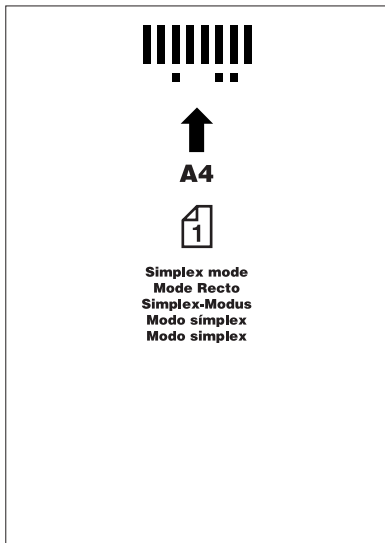 A4
1
Simplex mode
Mode Recto
Simplex-Modus
Modo símplex
Modo simplex